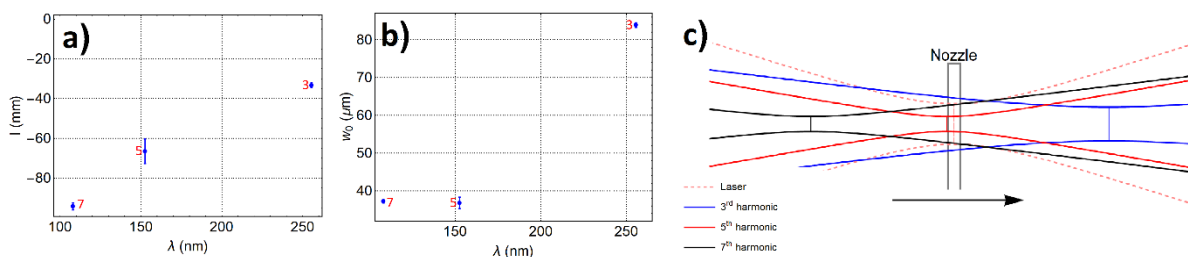 a)
0
−20
−40
−60
−80
l (mm)
3
5
7
100 150 200 250
λ (nm)
b)
80
70
60
50
40
w0 (μm)
3
5
7
100 150 200 250
λ (nm)
c)
Nozzle
Laser
3rd harmonic
5th harmonic
7th harmonic